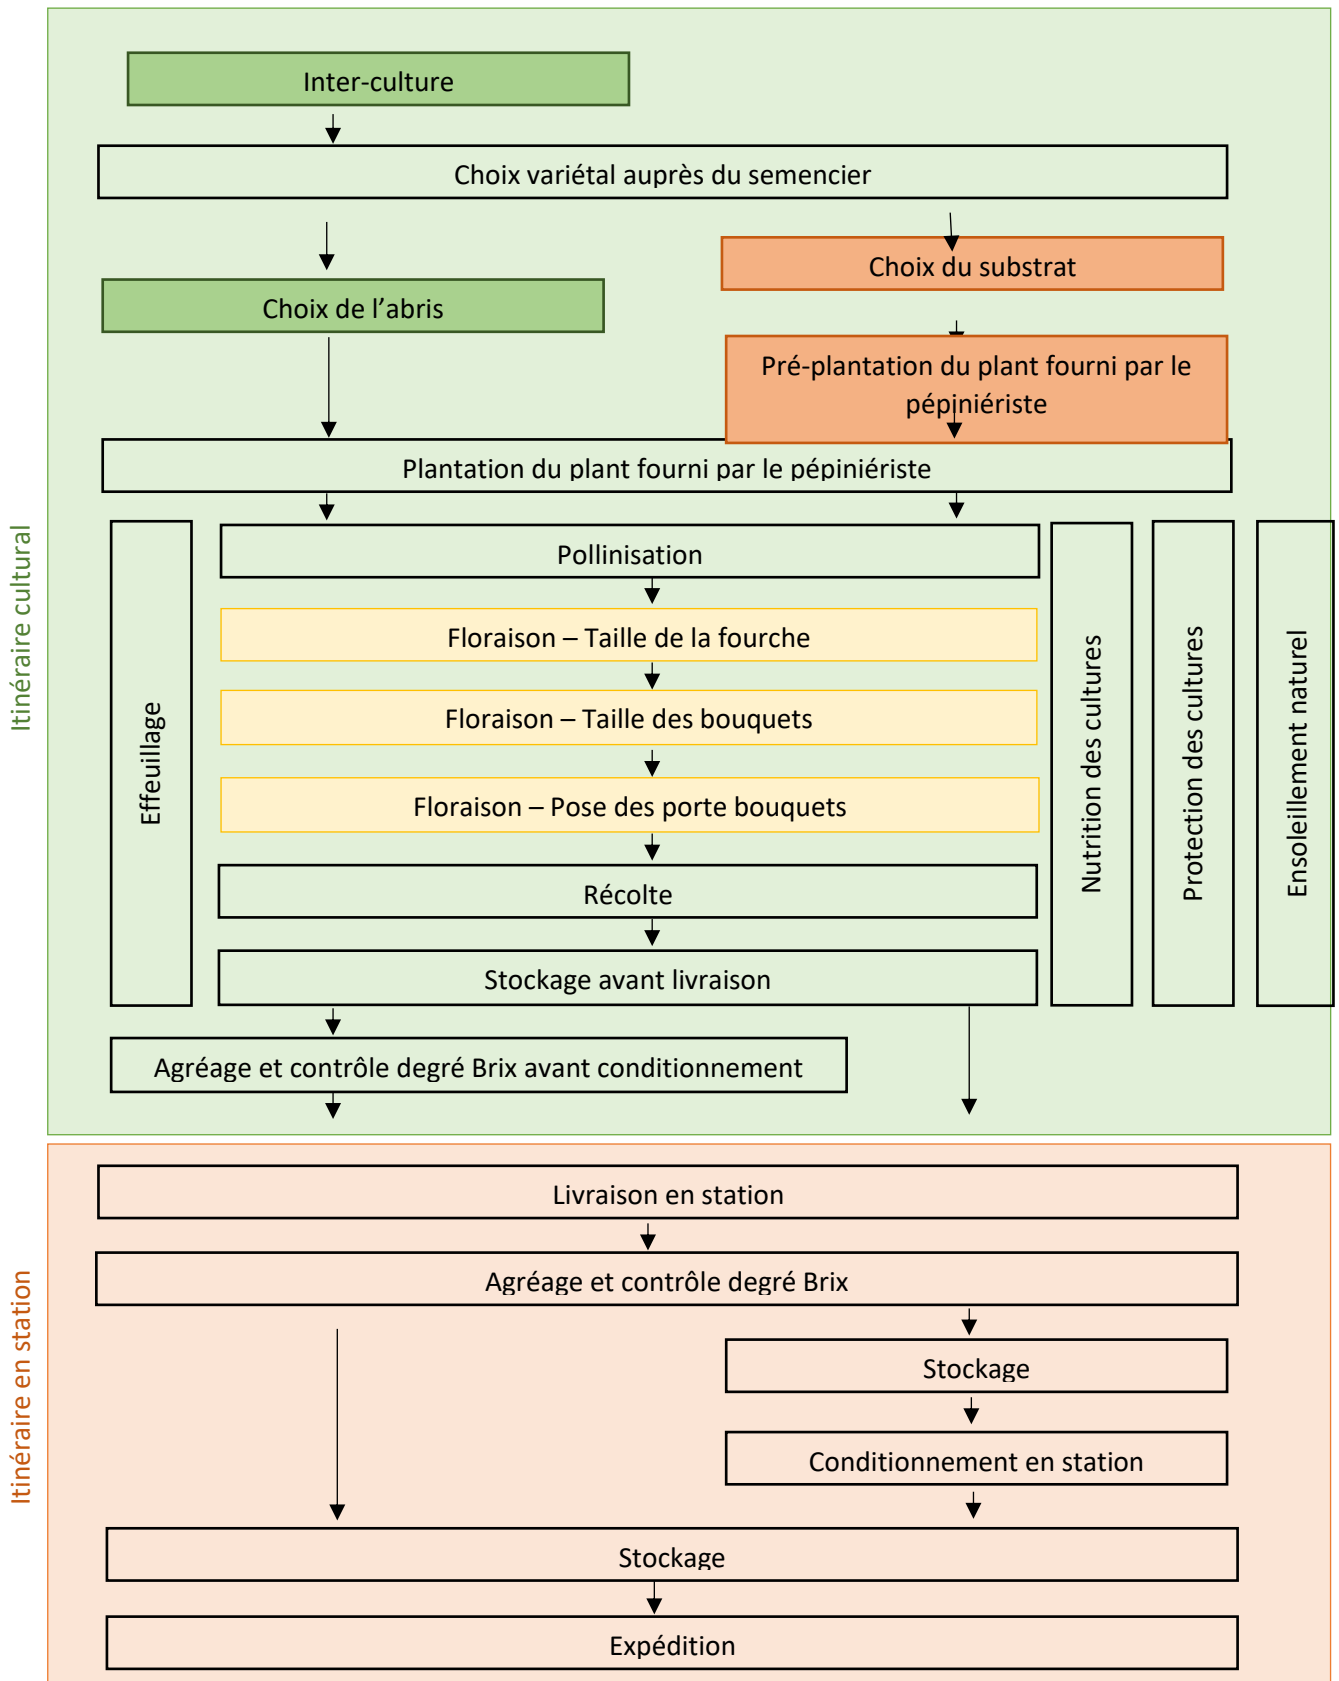 Inter-culture
Choix variétal auprès du semencier
Choix du substrat
Choix de l’abris
Pré-plantation du plant fourni par le
pépiniériste
Plantation du plant fourni par le pépiniériste
Itinéraire cultural
Effeuillage
Pollinisation
Floraison – Taille de la fourche
Floraison – Taille des bouquets
Floraison – Pose des porte bouquets
Récolte
Stockage avant livraison
Nutrition des cultures
Protection des cultures
Ensoleillement naturel
Agréage et contrôle degré Brix avant conditionnement
Itinéraire en station
Livraison en station
Agréage et contrôle degré Brix
Stockage
Conditionnement en station
Stockage
Expédition